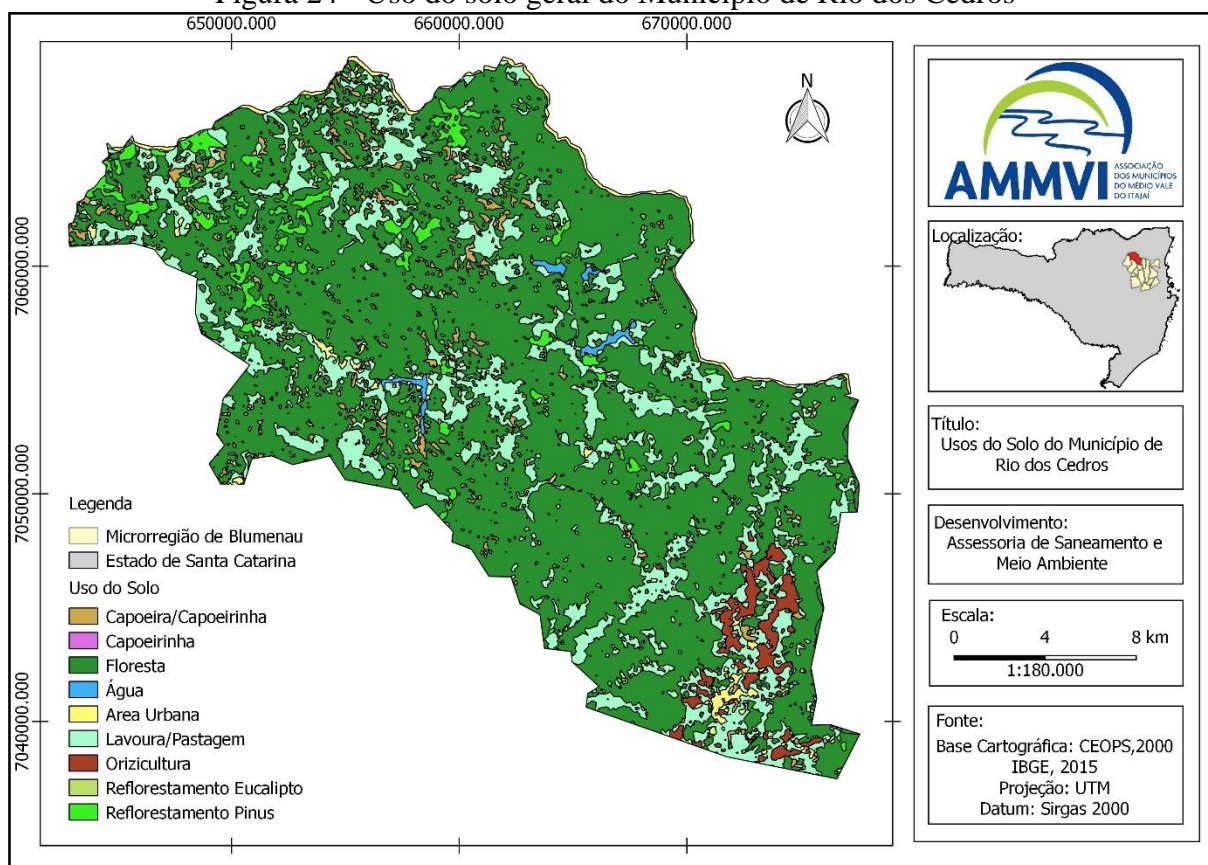 Figura 24 - Uso do solo geral do Município de Rio dos Cedros
650000.000
660000.000
670000.000
7060000.000
7050000.000
7040000.000
N
Legenda
Microrregião de Blumenau
Estado de Santa Catarina
Uso do Solo
Capoeira/Capoeirinha
Capoeirinha
Floresta
Água
Area Urbana
Lavoura/Pastagem
Orizicultura
Reflorestamento Eucalipto
Reflorestamento Pinus
AMMVI
ASSOCIAÇÃO
DOS MUNICÍPIOS
DO MÉDIO VALE
DO ITAJAÍ
Localização:
Título:
Usos do Solo do Município de
Rio dos Cedros
Desenvolvimento:
Assessoria de Saneamento e
Meio Ambiente
Escala:
0 4 8 km
1:180.000
Fonte:
Base Cartográfica: CEOPS,2000
IBGE, 2015
Projeção: UTM
Datum: Sirgas 2000